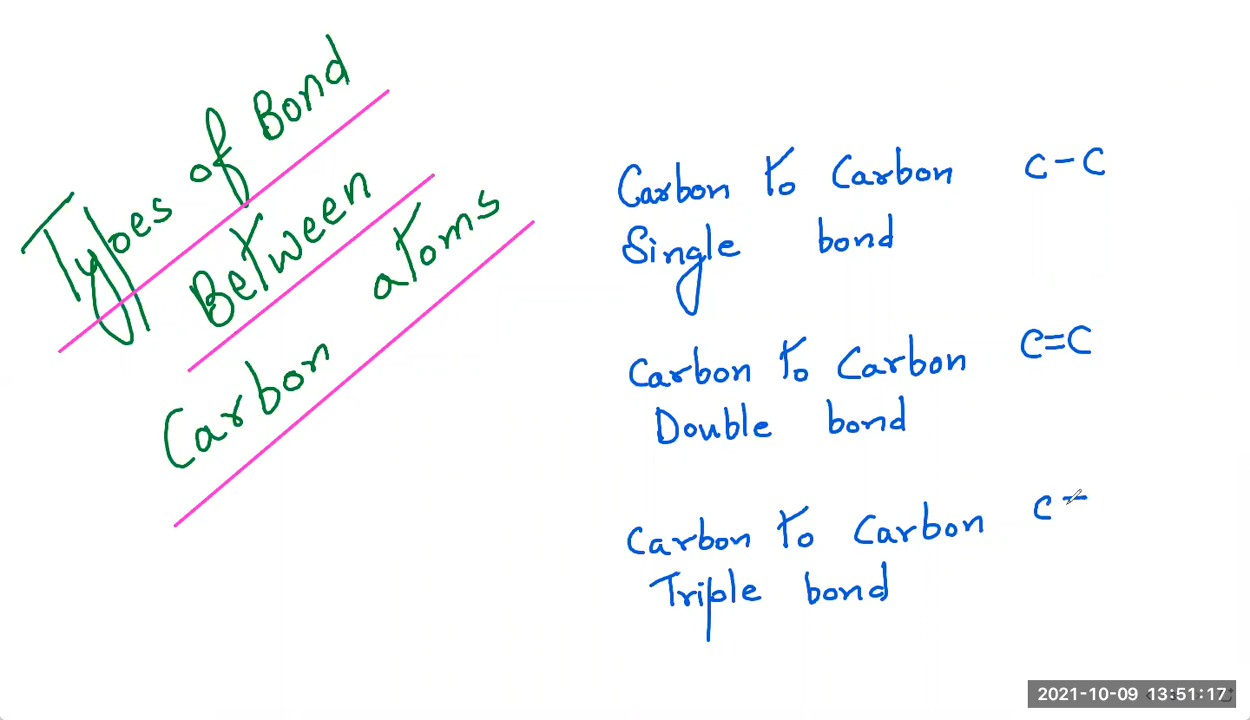 Types of Bond
Between
Carbon atoms
Carbon to Carbon C-C
Single bond
Carbon to Carbon C=C
Double bond
Carbon to Carbon C-
Triple bond
2021-10-09 13:51:17